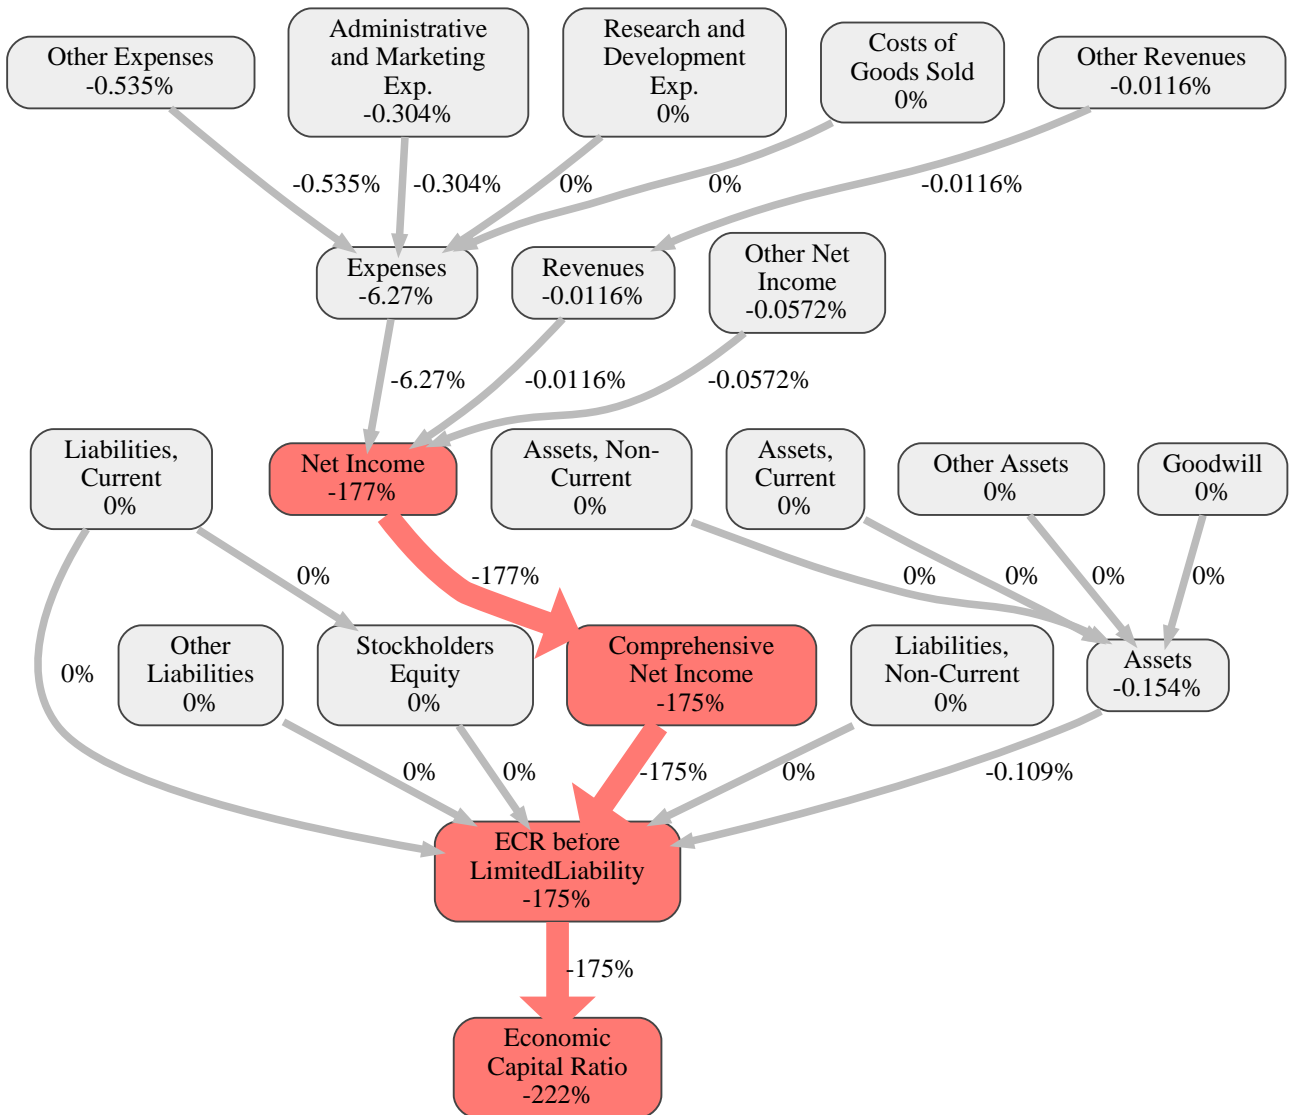 Other Expenses
-0.535%
Administrative
and Marketing
Exp.
-0.304%
Research and
Development
Exp.
0%
Costs of
Goods Sold
0%
Other Revenues
-0.0116%
-0.535%
-0.304%
0%
0%
-0.0116%
Expenses
-6.27%
Revenues
-0.0116%
Other Net
Income
-0.0572%
-6.27%
-0.0116%
-0.0572%
Liabilities,
Current
0%
Net Income
-177%
Assets, Non-
Current
0%
Assets,
Current
0%
Other Assets
0%
Goodwill
0%
0%
-177%
0%
0%
0%
0%
0%
Other
Liabilities
0%
Stockholders
Equity
0%
Comprehensive
Net Income
-175%
Liabilities,
Non-Current
0%
Assets
-0.154%
0%
0%
-175%
0%
-0.109%
ECR before
LimitedLiability
-175%
-175%
Economic
Capital Ratio
-222%